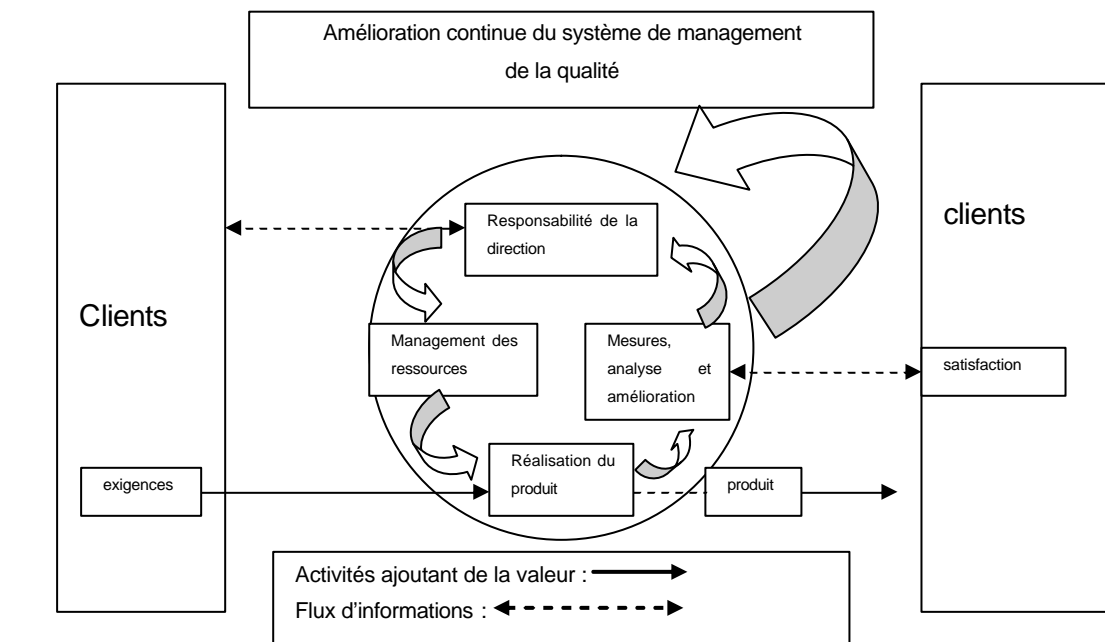 Amélioration continue du système de management
de la qualité
clients
Responsabilité de la
direction
Clients
Management des
ressources
Mesures,
analyse et
amélioration
satisfaction
exigences
Réalisation du
produit
produit
Activités ajoutant de la valeur :
Flux d'informations :